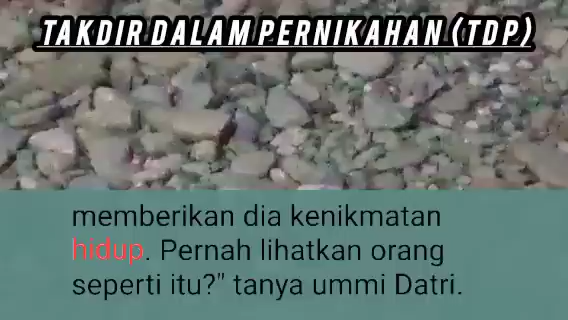 TAKDIR DALAM PERNIKAHAN (TDP)
memberikan dia kenikmatan
hidup. Pernah lihatkan orang
seperti itu?" tanya ummi Datri.